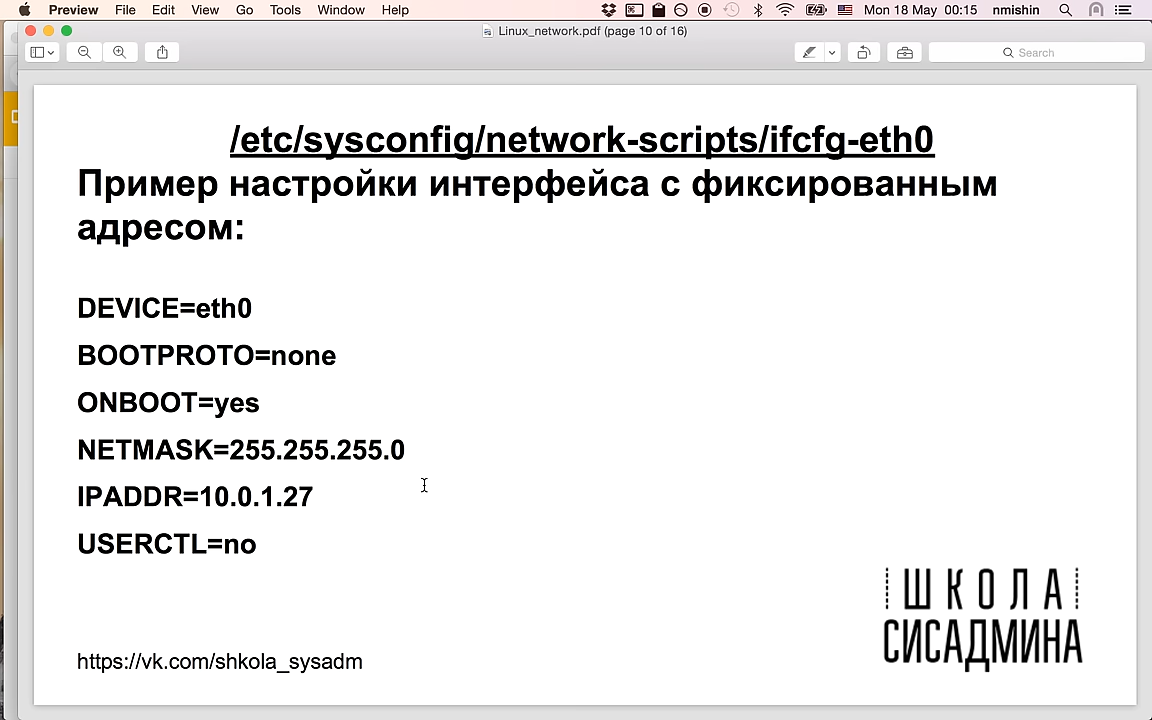 Preview File Edit View Go Tools Window Help Mon 18 May 00:15 nmishin
Linux_network.pdf (page 10 of 16)
Search
/etc/sysconfig/network-scripts/ifcfg-eth0
Пример настройки интерфейса с фиксированным
адресом:
DEVICE=eth0
BOOTPROTO=none
ONBOOT=yes
NETMASK=255.255.255.0
IPADDR=10.0.1.27
USERCTL=no
ШКОЛА
СИСАДМИНА
https://vk.com/shkola_sysadm